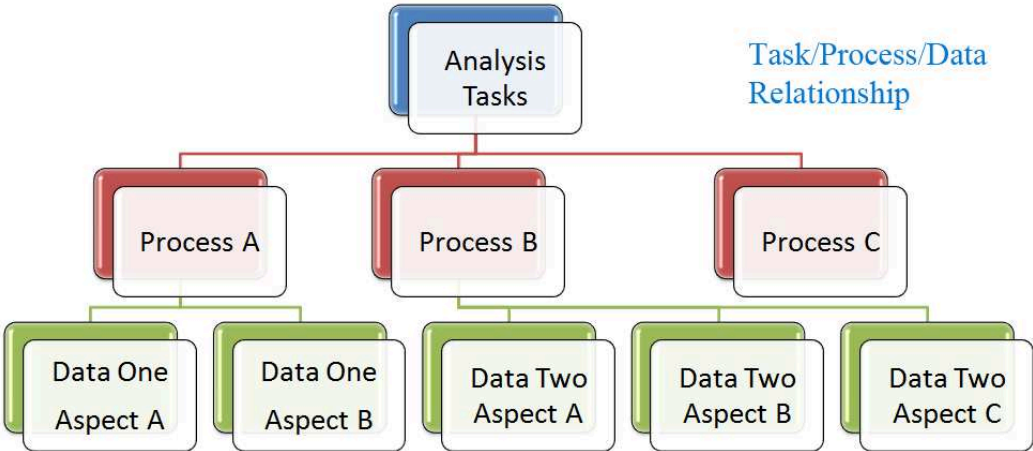 Analysis
Tasks
Task/Process/Data
Relationship
Process A
Process B
Process C
Data One
Aspect A
Data One
Aspect B
Data Two
Aspect A
Data Two
Aspect B
Data Two
Aspect C